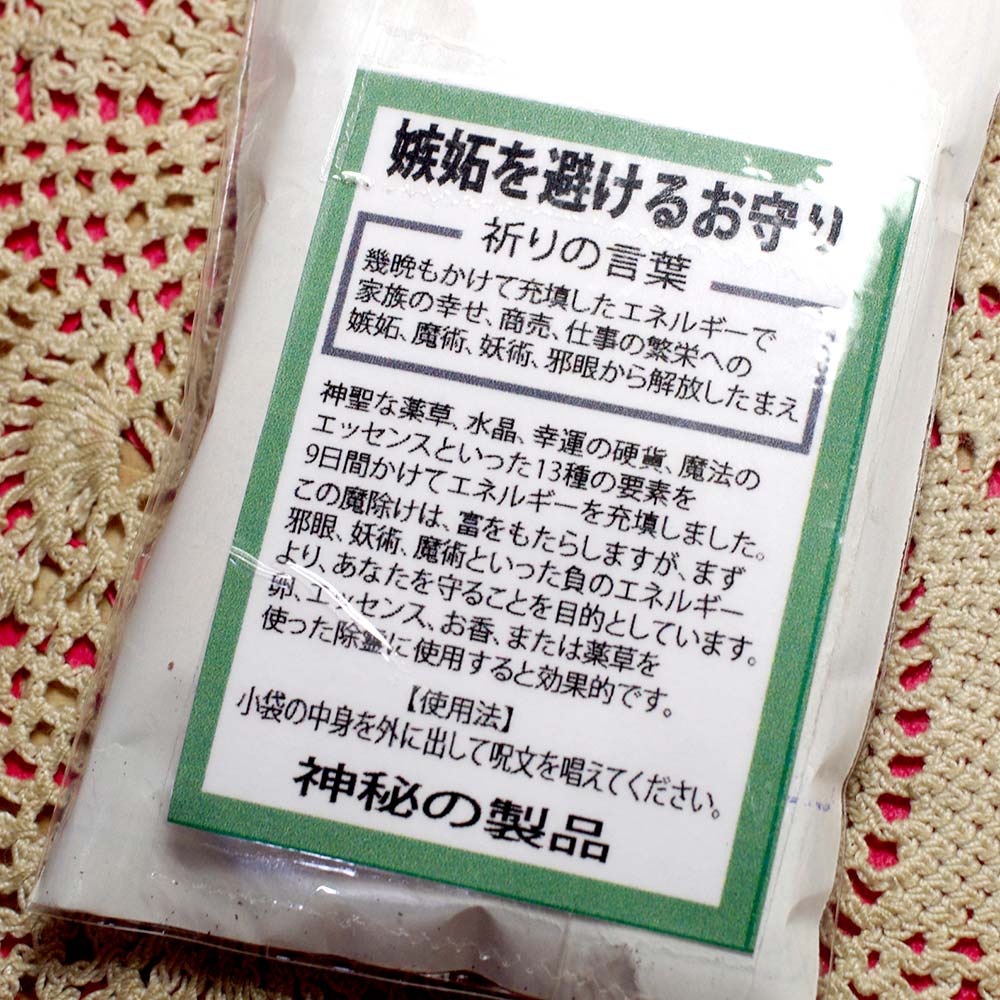 嫉妬を避けるお守り
祈りの言葉
幾晩もかけて充填したエネルギーで
家族の幸せ、商売、仕事の繁栄への
嫉妬、魔術、妖術、邪眼から解放したまえ
神聖な薬草、水晶、幸運の硬貨、魔法の
エッセンスといった13種の要素を
9日間かけてエネルギーを充填しました。
この魔除けは、富をもたらしますが、まず
邪眼、妖術、魔術といった負のエネルギー
より、あなたを守ることを目的としています。
卵、エッセンス、お香、または薬草を
使った除霊に使用すると効果的です。
【使用法】
小袋の中身を外に出して呪文を唱えてください。
神秘の製品